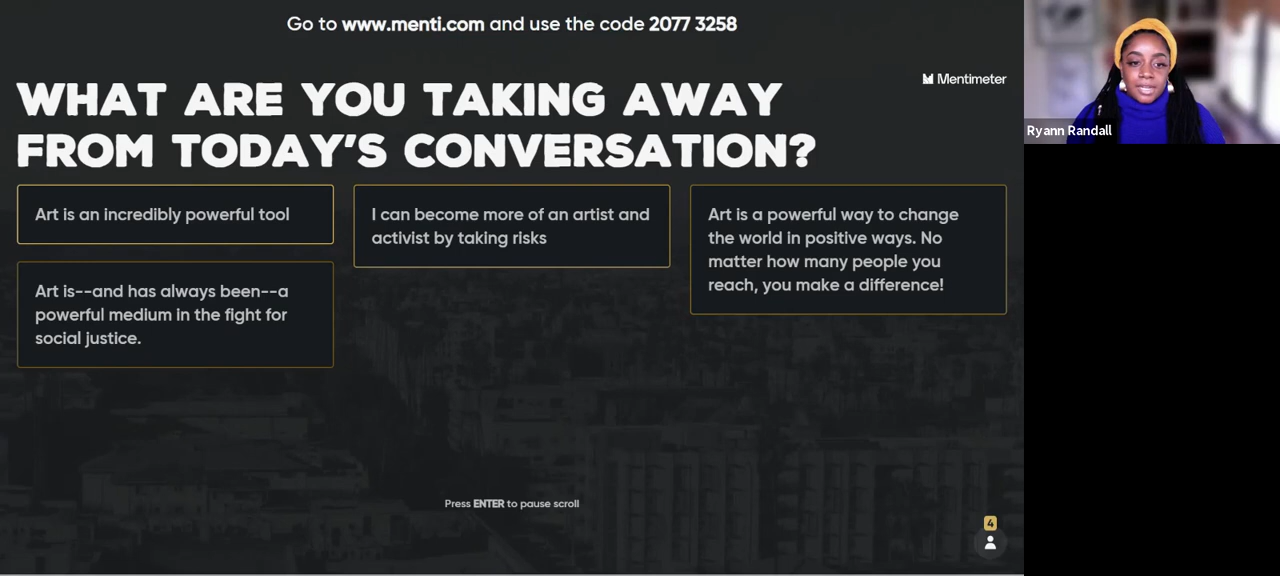 Go to www.menti.com and use the code 2077 3258
Mentimeter
WHAT ARE YOU TAKING AWAY
FROM TODAY'S CONVERSATION?
Ryann Randall
Art is an incredibly powerful tool
I can become more of an artist and
activist by taking risks
Art is a powerful way to change
the world in positive ways. No
matter how many people you
reach, you make a difference!
Art is--and has always been--a
powerful medium in the fight for
social justice.
Press ENTER to pause scroll
4